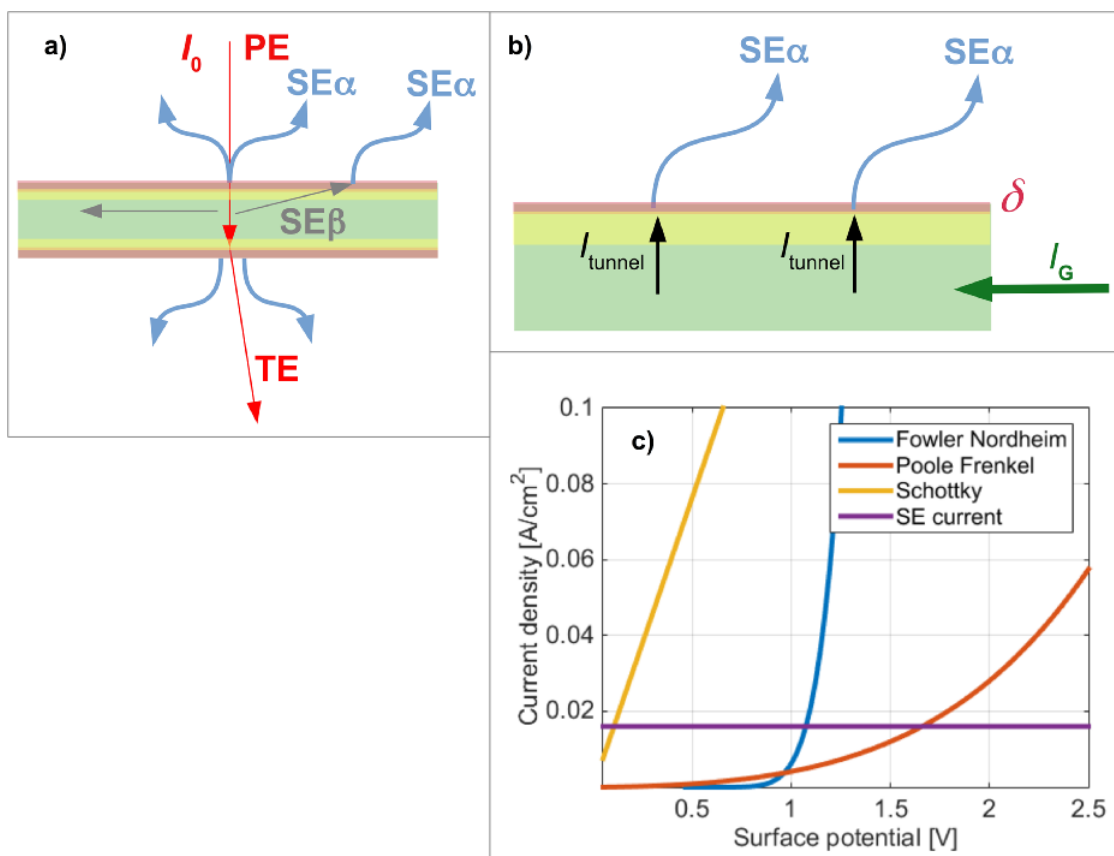 a)
I0 PE
SEα SEα
SEβ
TE
b)
SEα SEα
δ
Itunnel Itunnel
IG
c)
Fowler Nordheim
Poole Frenkel
Schottky
SE current
Current density [A/cm²]
0.1
0.08
0.06
0.04
0.02
0.5 1 1.5 2 2.5
Surface potential [V]